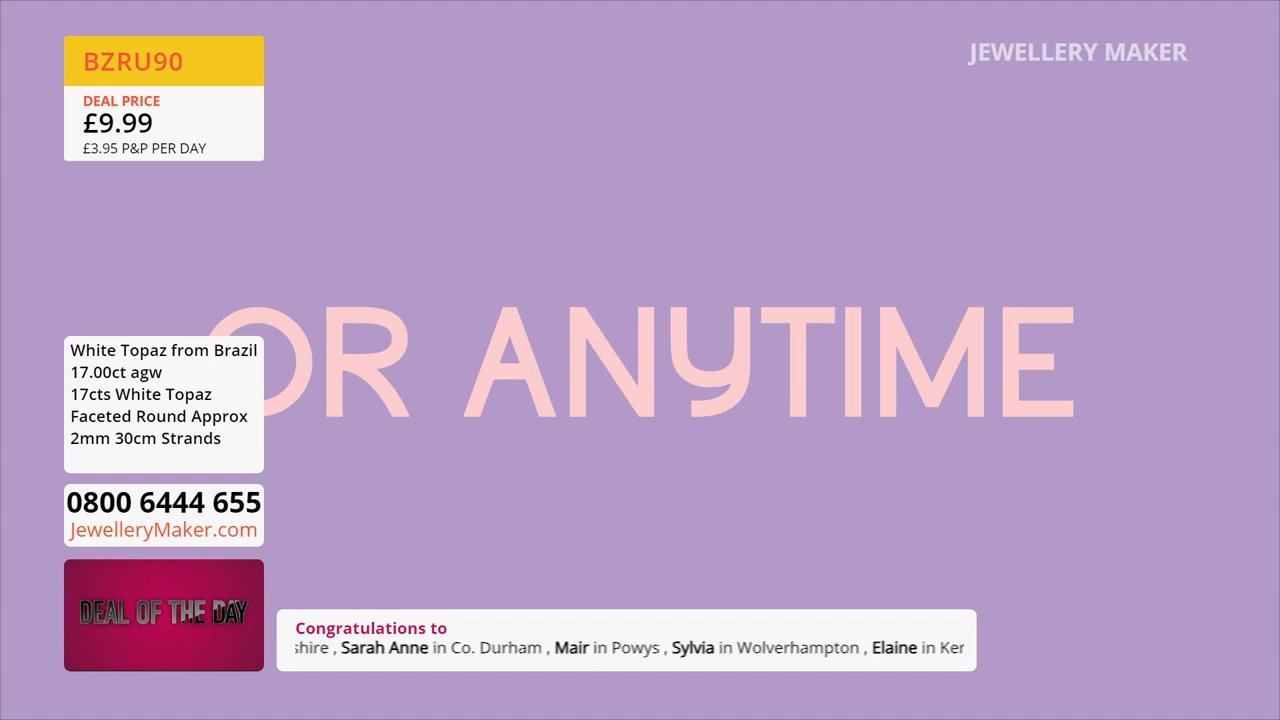 BZRU90
DEAL PRICE
£9.99
£3.95 P&P PER DAY
JEWELLERY MAKER
OR ANYTIME
White Topaz from Brazil
17.00ct agw
17cts White Topaz
Faceted Round Approx
2mm 30cm Strands
0800 6444 655
JewelleryMaker.com
DEAL OF THE DAY
Congratulations to
shire , Sarah Anne in Co. Durham , Mair in Powys , Sylvia in Wolverhampton , Elaine in